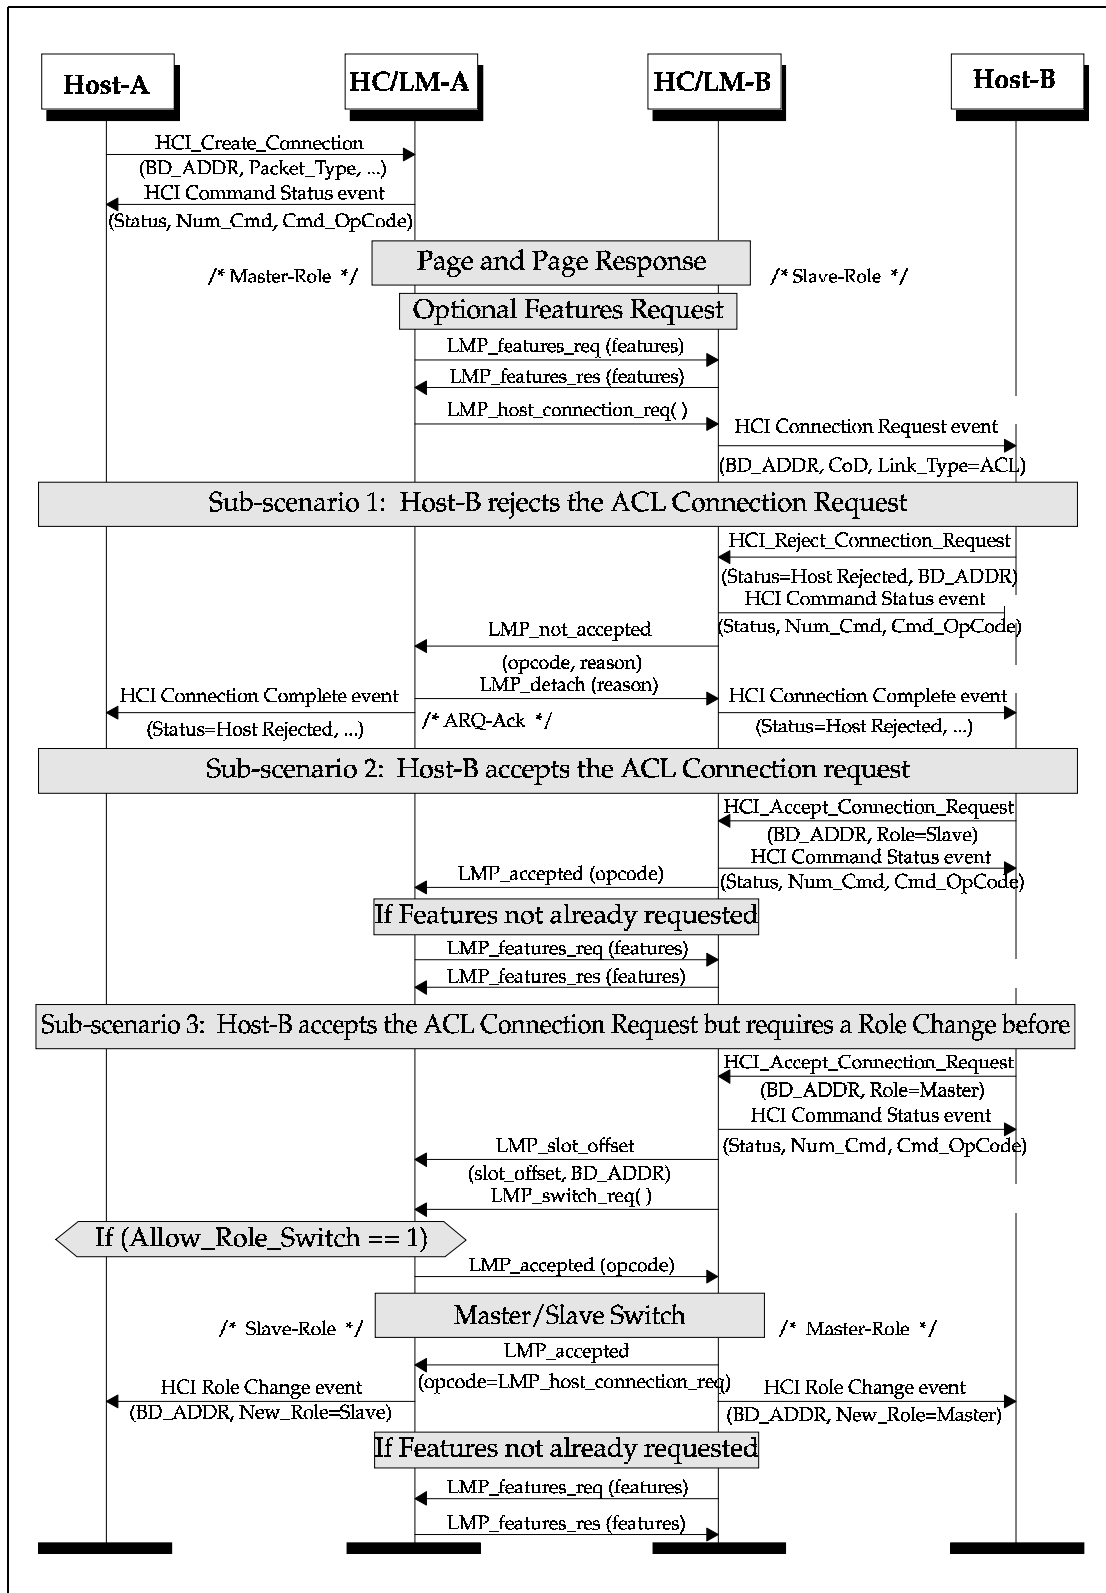 Host-A HC/LM-A HC/LM-B Host-B
HCI_Create_Connection
(BD_ADDR, Packet_Type, ...)
HCI Command Status event
(Status, Num_Cmd, Cmd_OpCode)
Page and Page Response
/* Master-Role */ /* Slave-Role */
Optional Features Request
LMP_features_req (features)
LMP_features_res (features)
LMP_host_connection_req( )
HCI Connection Request event
(BD_ADDR, CoD, Link_Type=ACL)
Sub-scenario 1: Host-B rejects the ACL Connection Request
HCI_Reject_Connection_Request
(Status=Host Rejected, BD_ADDR)
HCI Command Status event
(Status, Num_Cmd, Cmd_OpCode)
LMP_not_accepted
(opcode, reason)
LMP_detach (reason)
HCI Connection Complete event HCI Connection Complete event
(Status=Host Rejected, ...) /* ARQ-Ack */ (Status=Host Rejected, ...)
Sub-scenario 2: Host-B accepts the ACL Connection request
HCI_Accept_Connection_Request
(BD_ADDR, Role=Slave)
HCI Command Status event
LMP_accepted (opcode) (Status, Num_Cmd, Cmd_OpCode)
If Features not already requested
LMP_features_req (features)
LMP_features_res (features)
Sub-scenario 3: Host-B accepts the ACL Connection Request but requires a Role Change before
HCI_Accept_Connection_Request
(BD_ADDR, Role=Master)
HCI Command Status event
LMP_slot_offset (Status, Num_Cmd, Cmd_OpCode)
(slot_offset, BD_ADDR)
LMP_switch_req( )
If (Allow_Role_Switch == 1)
LMP_accepted (opcode)
Master/Slave Switch
/* Slave-Role */ /* Master-Role */
LMP_accepted
(opcode=LMP_host_connection_req)
HCI Role Change event HCI Role Change event
(BD_ADDR, New_Role=Slave) (BD_ADDR, New_Role=Master)
If Features not already requested
LMP_features_req (features)
LMP_features_res (features)